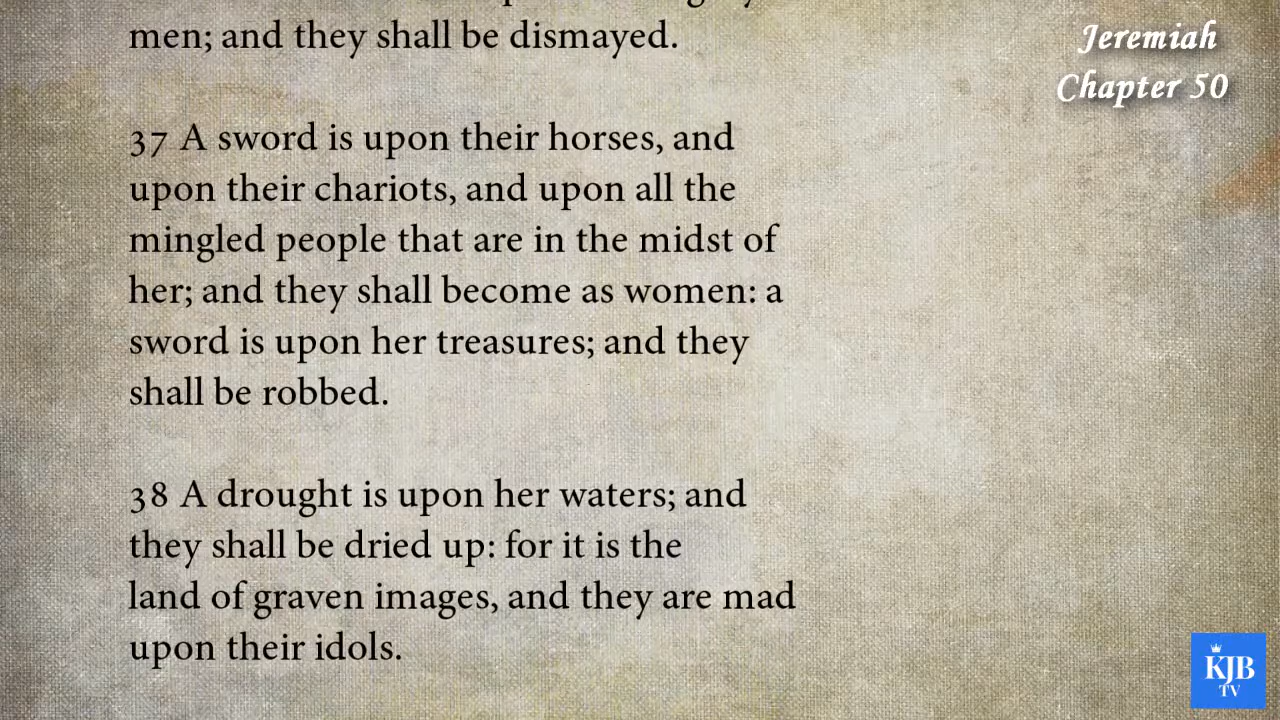 men; and they shall be dismayed.
Jeremiah
Chapter 50
37 A sword is upon their horses, and
upon their chariots, and upon all the
mingled people that are in the midst of
her; and they shall become as women: a
sword is upon her treasures; and they
shall be robbed.
38 A drought is upon her waters; and
they shall be dried up: for it is the
land of graven images, and they are mad
upon their idols.
KJB
TV